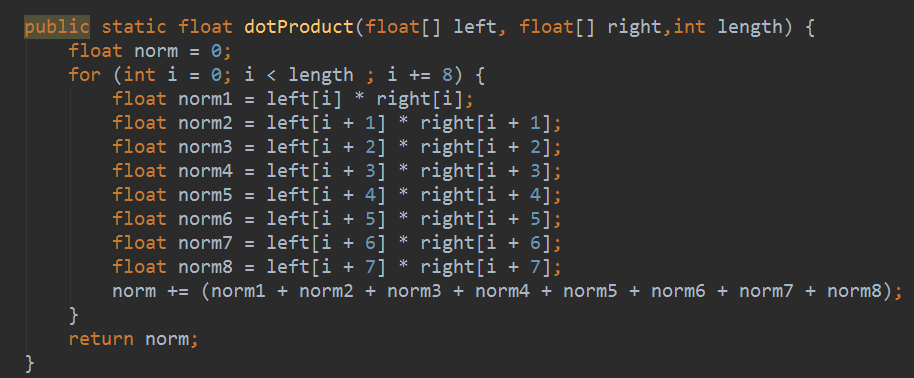 public static float dotProduct(float[] left, float[] right,int length) {
    float norm = 0;
    for (int i = 0; i < length ; i += 8) {
        float norm1 = left[i] * right[i];
        float norm2 = left[i + 1] * right[i + 1];
        float norm3 = left[i + 2] * right[i + 2];
        float norm4 = left[i + 3] * right[i + 3];
        float norm5 = left[i + 4] * right[i + 4];
        float norm6 = left[i + 5] * right[i + 5];
        float norm7 = left[i + 6] * right[i + 6];
        float norm8 = left[i + 7] * right[i + 7];
        norm += (norm1 + norm2 + norm3 + norm4 + norm5 + norm6 + norm7 + norm8);
    }
    return norm;
}